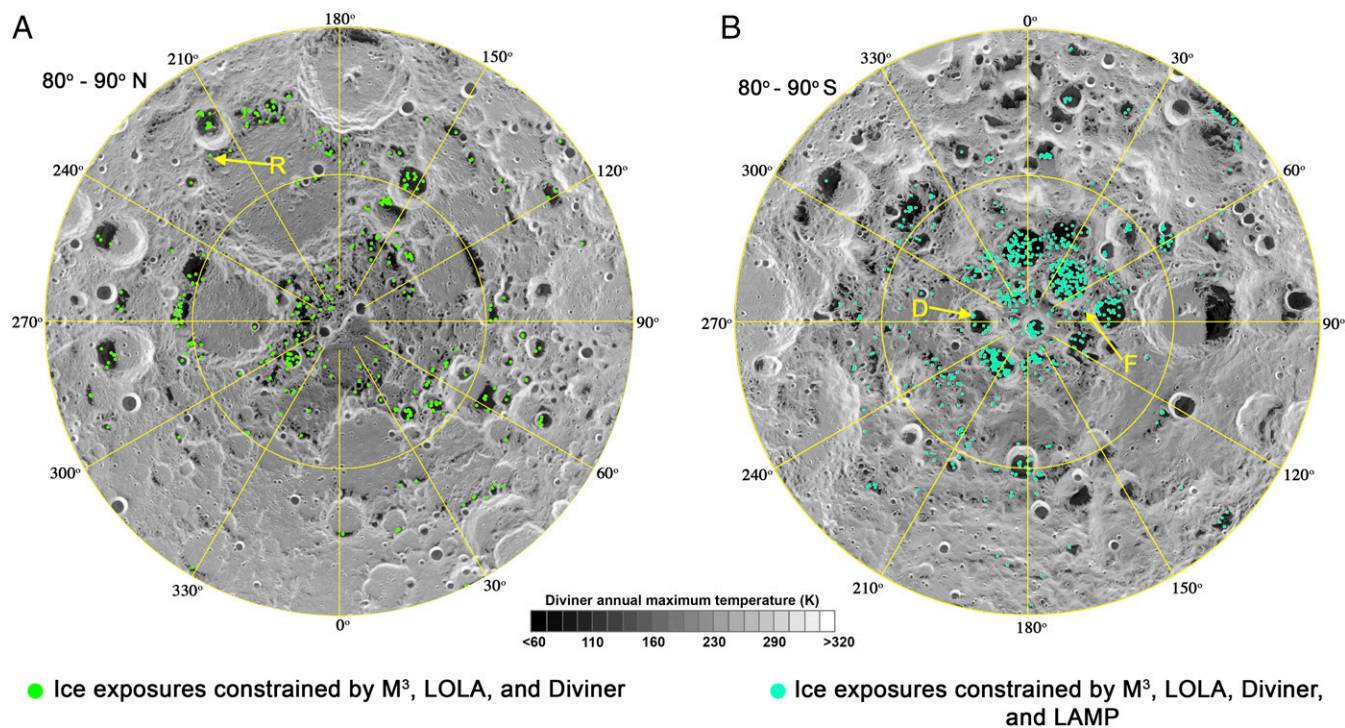 A
80° - 90° N
180°
150°
120°
90°
60°
30°
0°
330°
300°
270°
240°
210°
R
B
80° - 90° S
0°
30°
60°
90°
120°
150°
180°
210°
240°
270°
300°
330°
D
F
Diviner annual maximum temperature (K)
<60 110 160 230 290 >320
Ice exposures constrained by M³, LOLA, and Diviner
Ice exposures constrained by M³, LOLA, Diviner,
and LAMP